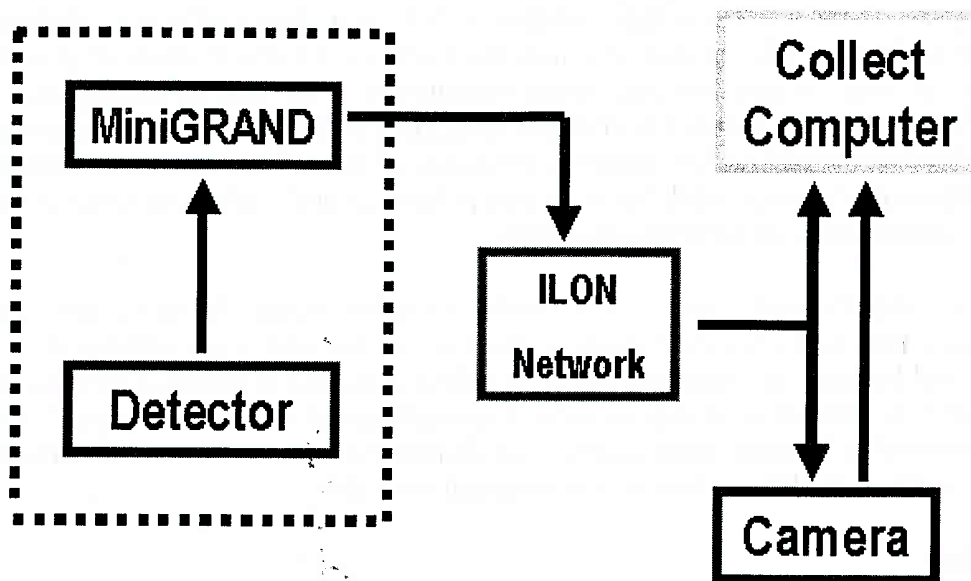 MiniGRAND
Detector
ILON
Network
Collect
Computer
Camera